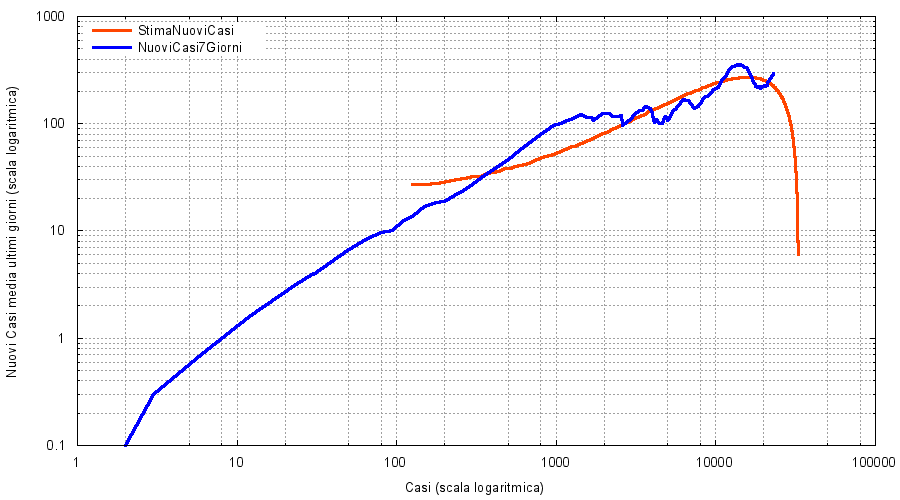 1000
StimaNuoviCasi
NuoviCasi7Giorni
100
10
1
0.1
1
10
100
1000
10000
100000
Nuovi Casi media ultimi giorni (scala logaritmica)
Casi (scala logaritmica)